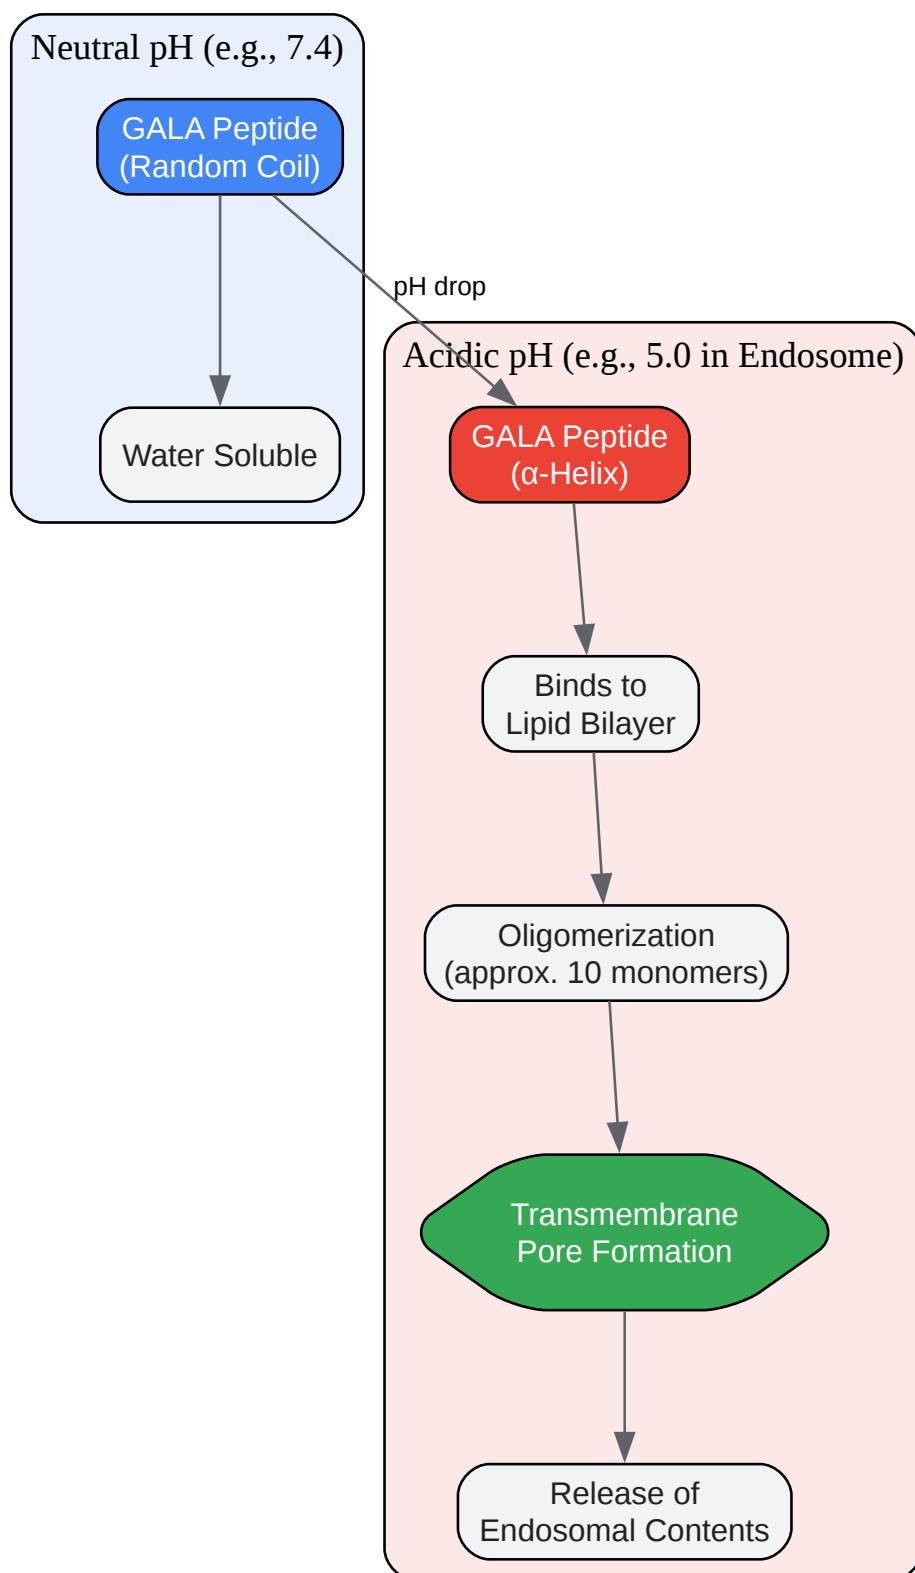 Neutral pH (e.g., 7.4)
GALA Peptide
(Random Coil)
pH drop
Water Soluble
Acidic pH (e.g., 5.0 in Endosome)
GALA Peptide
(α-Helix)
Binds to
Lipid Bilayer
Oligomerization
(approx. 10 monomers)
Transmembrane
Pore Formation
Release of
Endosomal Contents